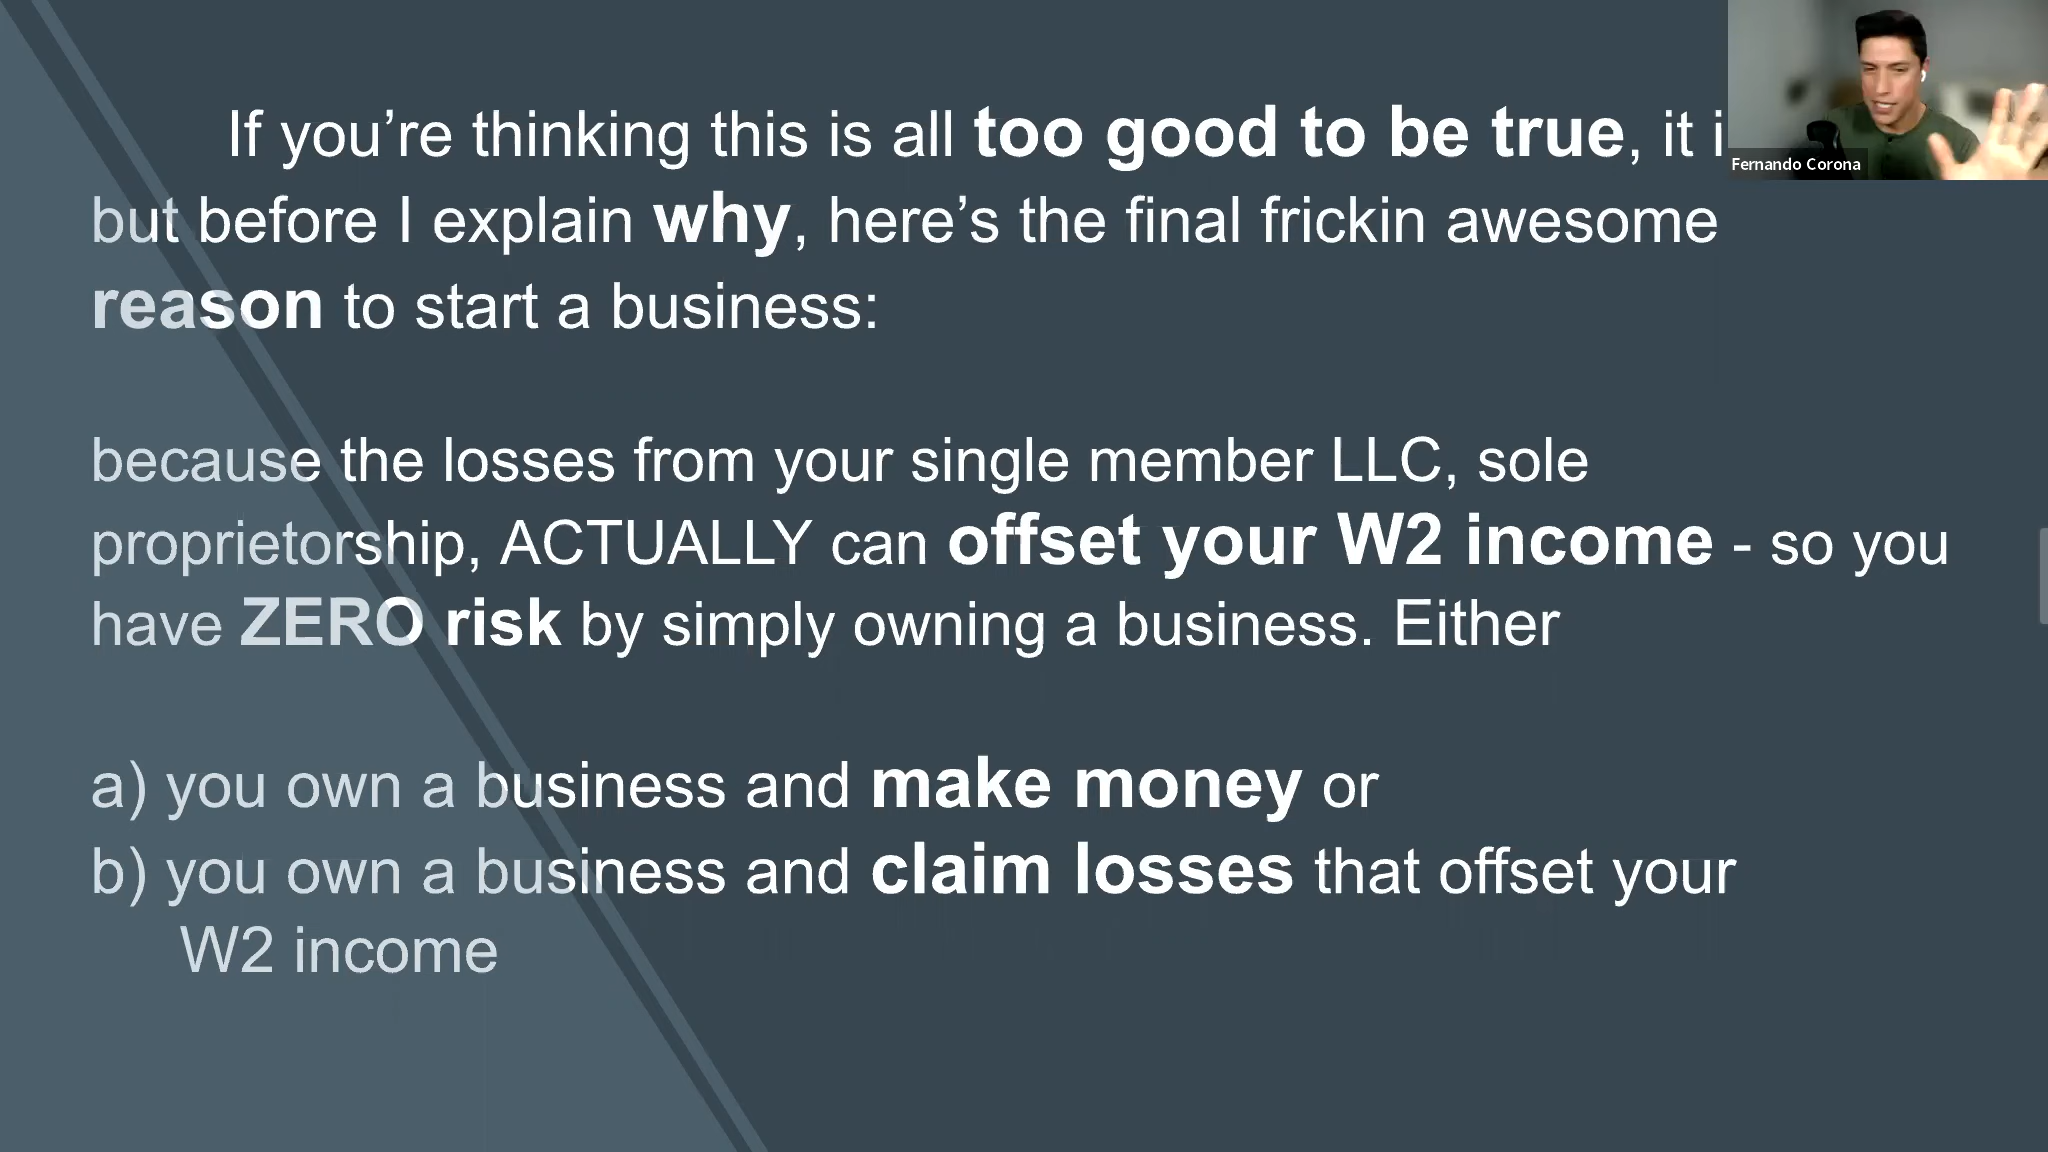 If you’re thinking this is all too good to be true, it i
but before I explain why, here’s the final frickin awesome
reason to start a business:
because the losses from your single member LLC, sole
proprietorship, ACTUALLY can offset your W2 income - so you
have ZERO risk by simply owning a business. Either
a) you own a business and make money or
b) you own a business and claim losses that offset your
W2 income
Fernando Corona